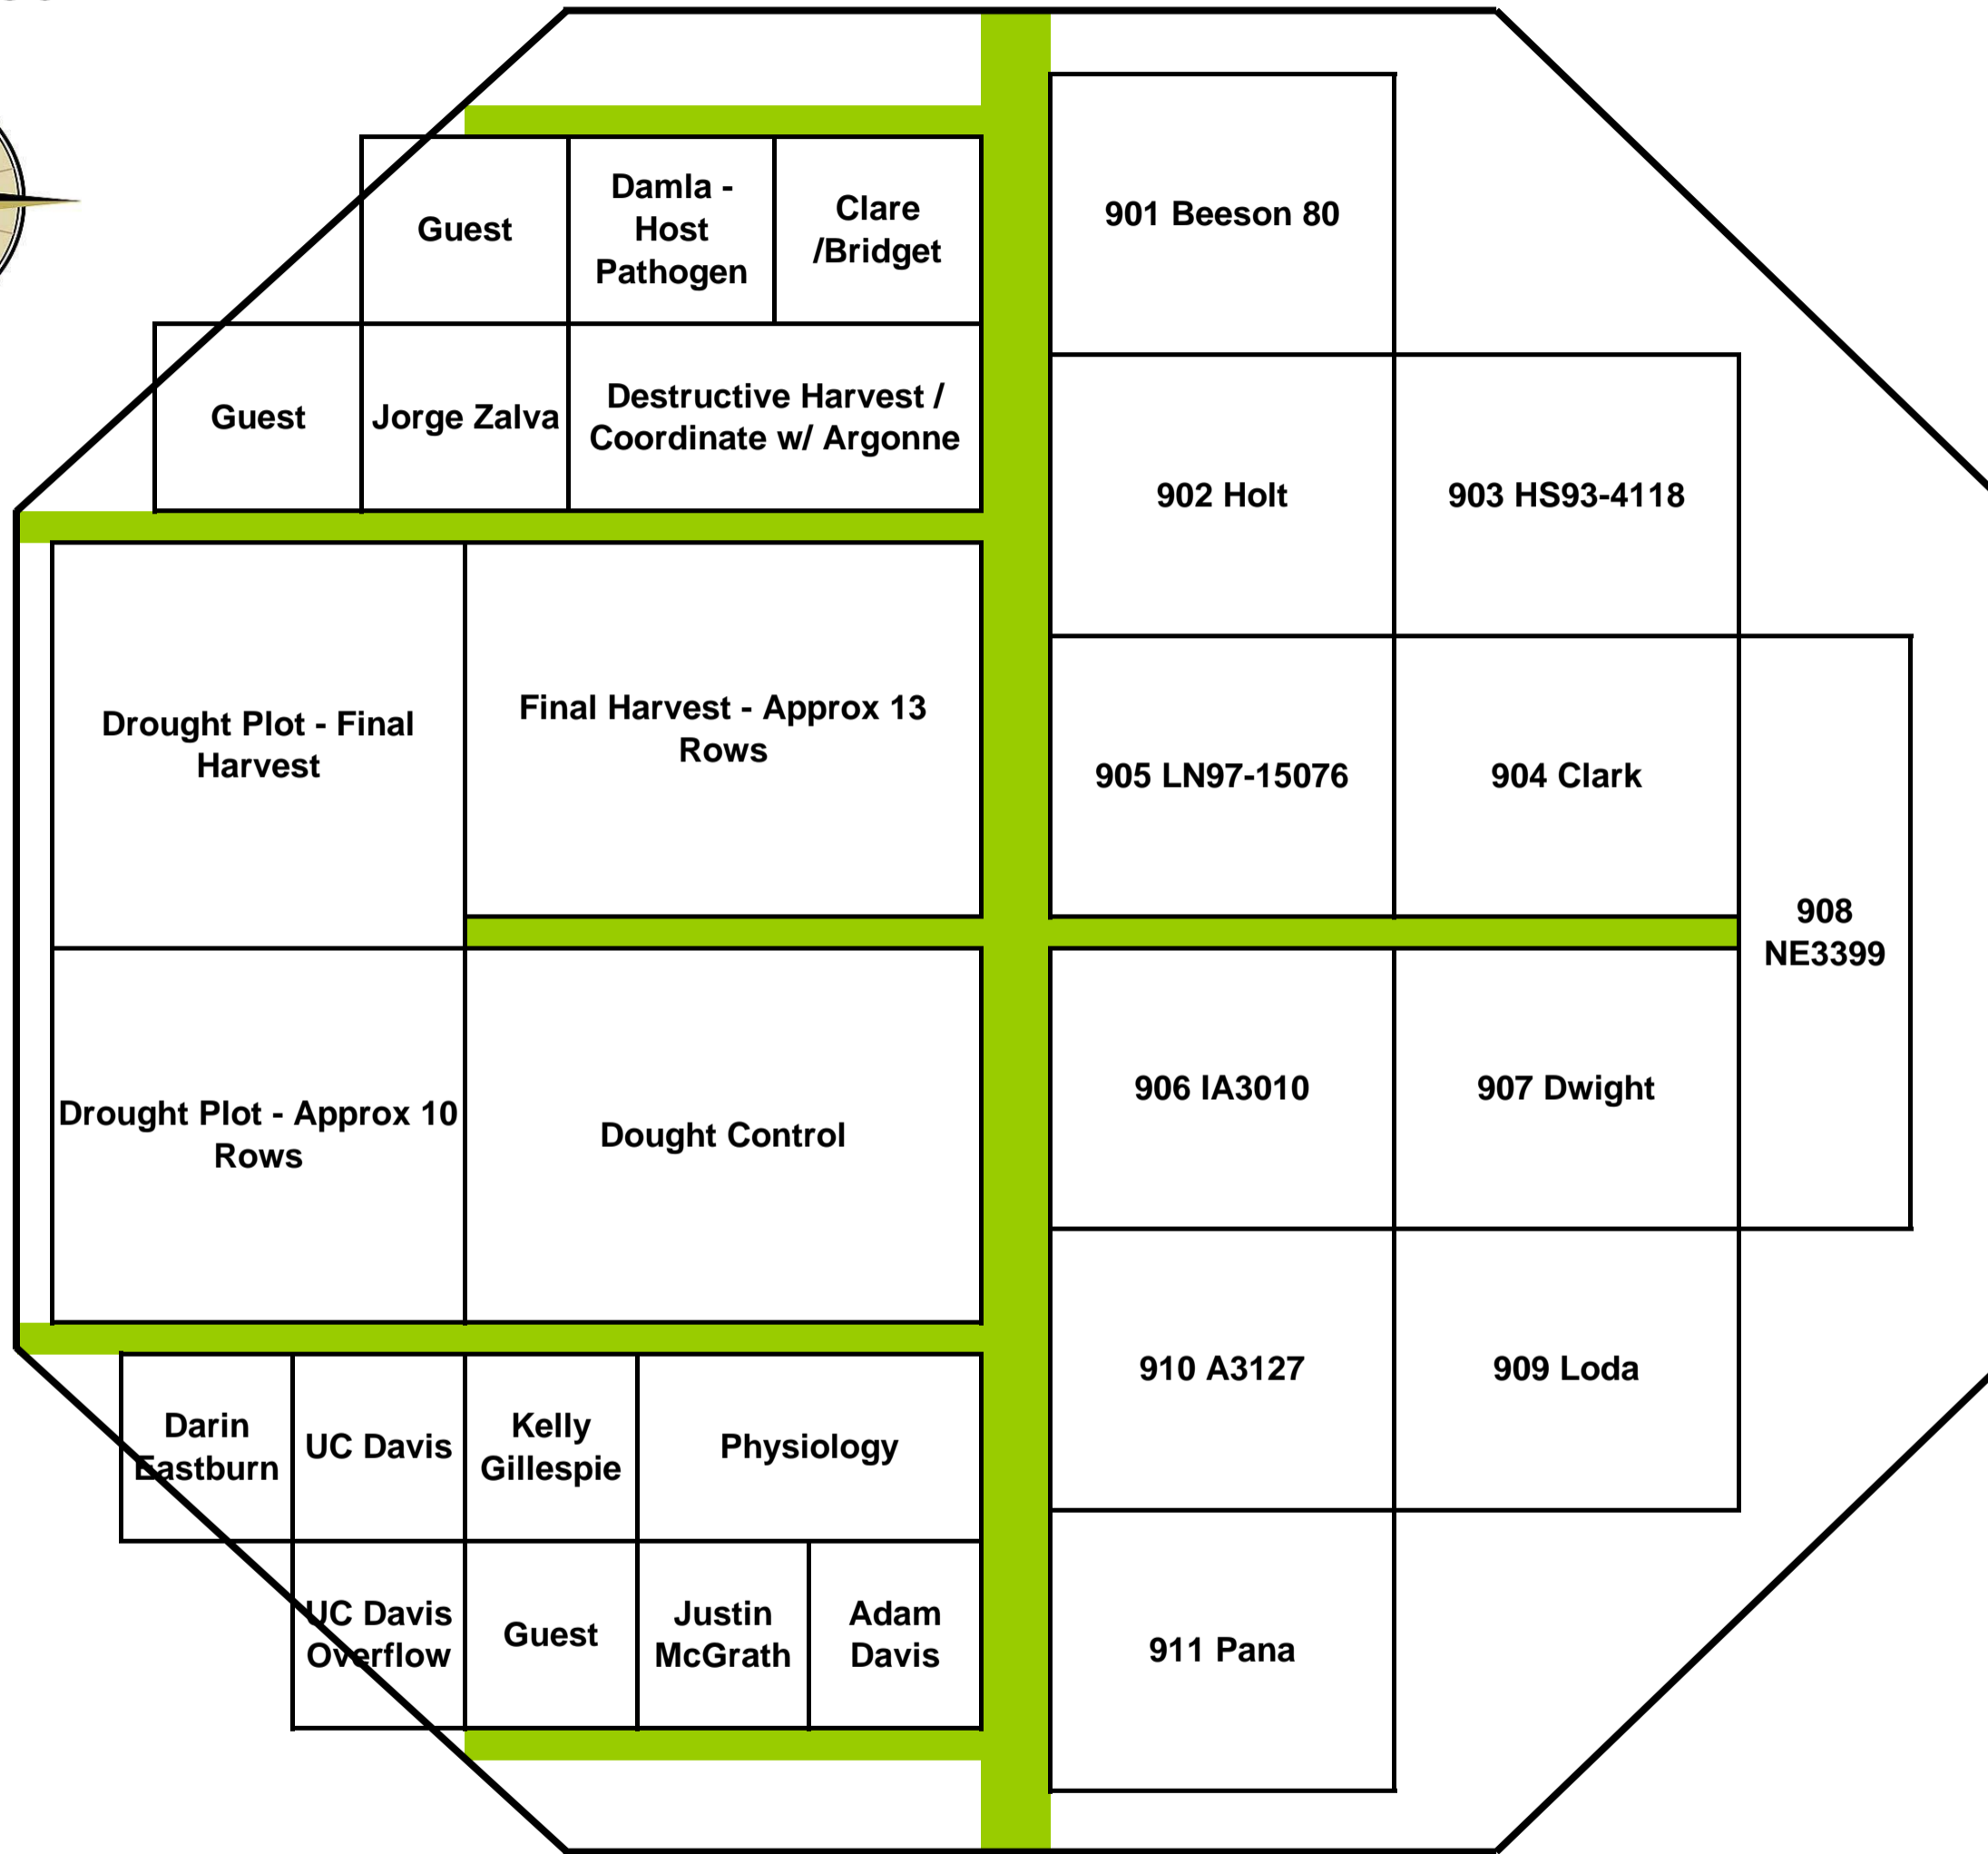 Guest
Damla -
Host
Pathogen
Clare
/Bridget
901 Beeson 80
Guest
Jorge Zalva
Destructive Harvest /
Coordinate w/ Argonne
902 Holt
903 HS93-4118
Drought Plot - Final
Harvest
Final Harvest - Approx 13
Rows
905 LN97-15076
904 Clark
908
NE3399
Drought Plot - Approx 10
Rows
Dought Control
906 IA3010
907 Dwight
910 A3127
909 Loda
Darin
Eastburn
UC Davis
Kelly
Gillespie
Physiology
UC Davis
Overflow
Guest
Justin
McGrath
Adam
Davis
911 Pana